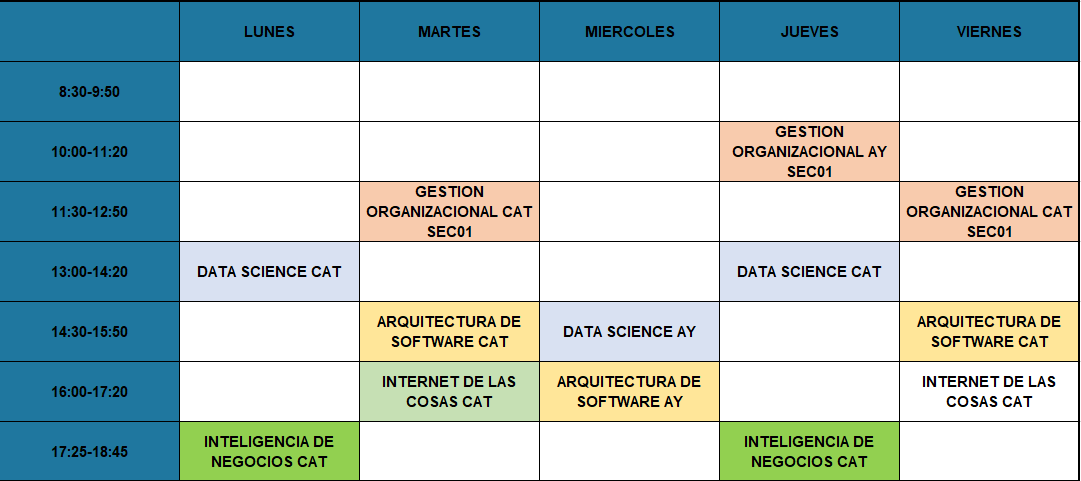 LUNES MARTES MIERCOLES JUEVES VIERNES
8:30-9:50
10:00-11:20
GESTION
ORGANIZACIONAL AY
SEC01
11:30-12:50
GESTION
ORGANIZACIONAL CAT
SEC01
GESTION
ORGANIZACIONAL CAT
SEC01
13:00-14:20
DATA SCIENCE CAT
DATA SCIENCE CAT
14:30-15:50
ARQUITECTURA DE
SOFTWARE CAT
DATA SCIENCE AY
ARQUITECTURA DE
SOFTWARE CAT
16:00-17:20
INTERNET DE LAS
COSAS CAT
ARQUITECTURA DE
SOFTWARE AY
INTERNET DE LAS
COSAS CAT
17:25-18:45
INTELIGENCIA DE
NEGOCIOS CAT
INTELIGENCIA DE
NEGOCIOS CAT